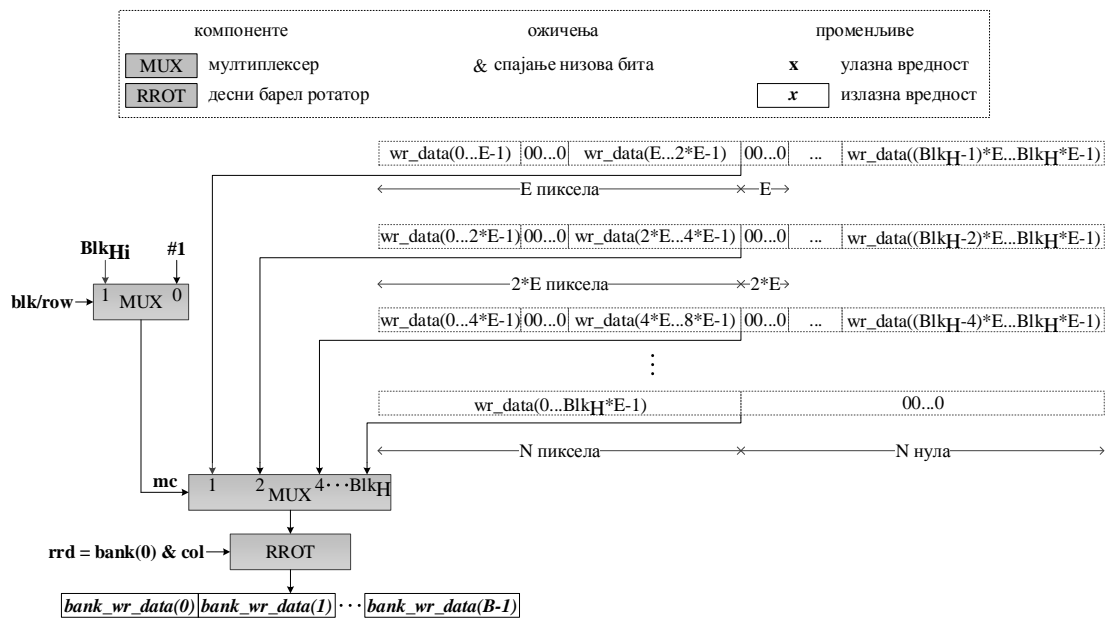 компоненте ожичења променљиве
MUX мултиплексер & спајање низова бита x улазна вредност
RROT десни барел ротатор x излазна вредност
wr_data(0...E-1) 00...0 wr_data(E...2*E-1) 00...0 ... wr_data((BlkH-1)*E...BlkH*E-1)
E пиксела E
BlkHi #1
wr_data(0...2*E-1) 00...0 wr_data(2*E...4*E-1) 00...0 ... wr_data((BlkH-2)*E...BlkH*E-1)
2*E пиксела 2*E
blk/row 1 MUX 0
wr_data(0...4*E-1) 00...0 wr_data(4*E...8*E-1) 00...0 ... wr_data((BlkH-4)*E...BlkH*E-1)
⋮
wr_data(0...BlkH*E-1) 00...0
N пиксела N нула
mc 1 2 MUX 4 ··· BlkH
rrd = bank(0) & col RROT
bank_wr_data(0) bank_wr_data(1) ··· bank_wr_data(B-1)